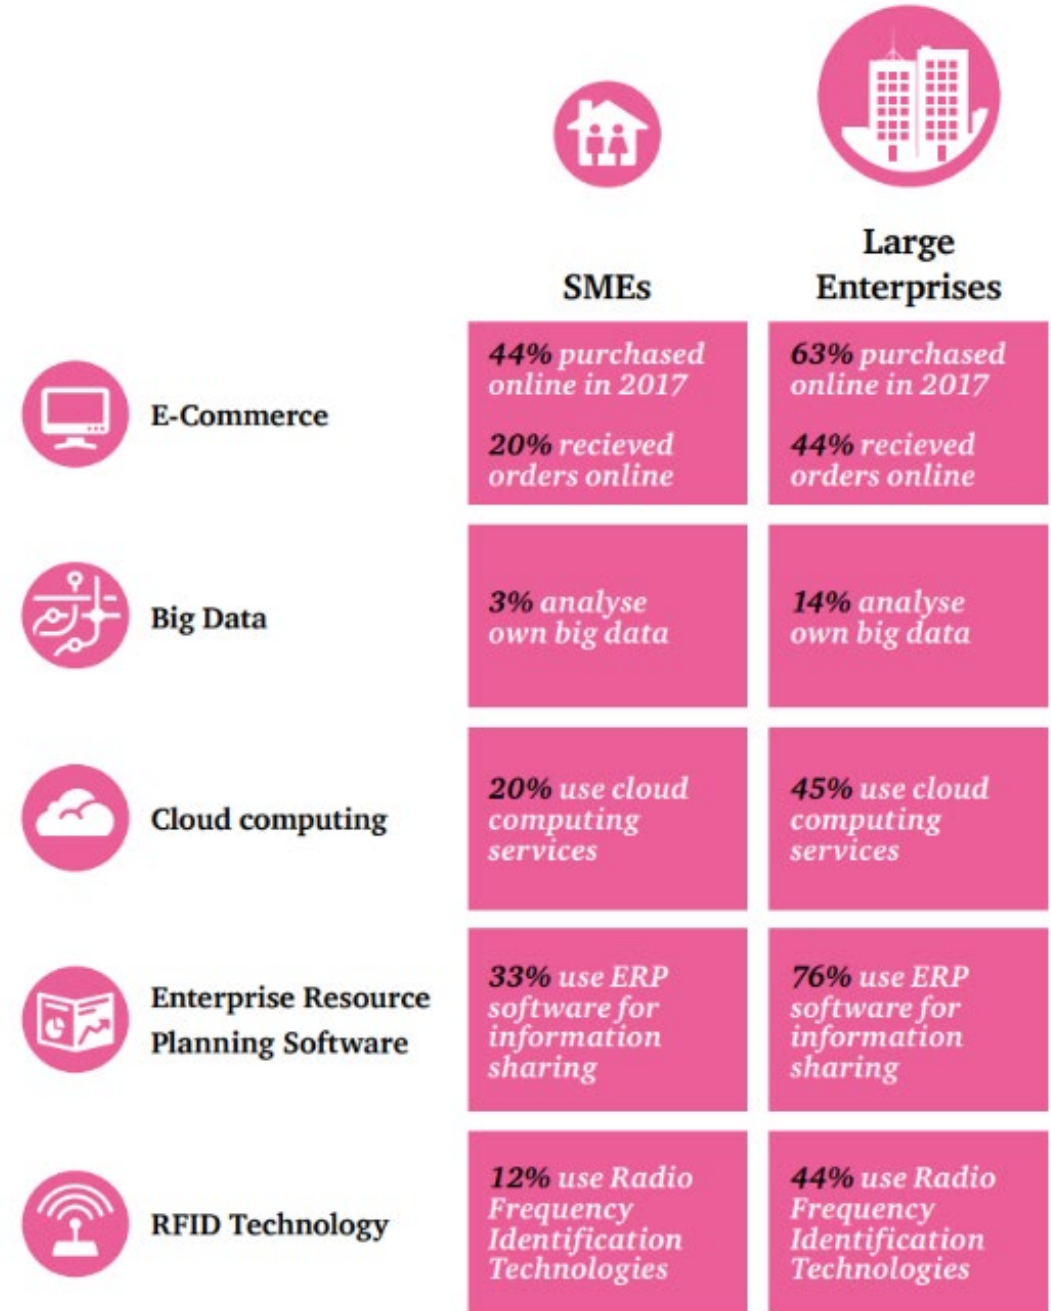 SMEs
Large
Enterprises
E-Commerce
44% purchased
online in 2017
20% recieved
orders online
63% purchased
online in 2017
44% recieved
orders online
Big Data
3% analyse
own big data
14% analyse
own big data
Cloud computing
20% use cloud
computing
services
45% use cloud
computing
services
Enterprise Resource
Planning Software
33% use ERP
software for
information
sharing
76% use ERP
software for
information
sharing
RFID Technology
12% use Radio
Frequency
Identification
Technologies
44% use Radio
Frequency
Identification
Technologies